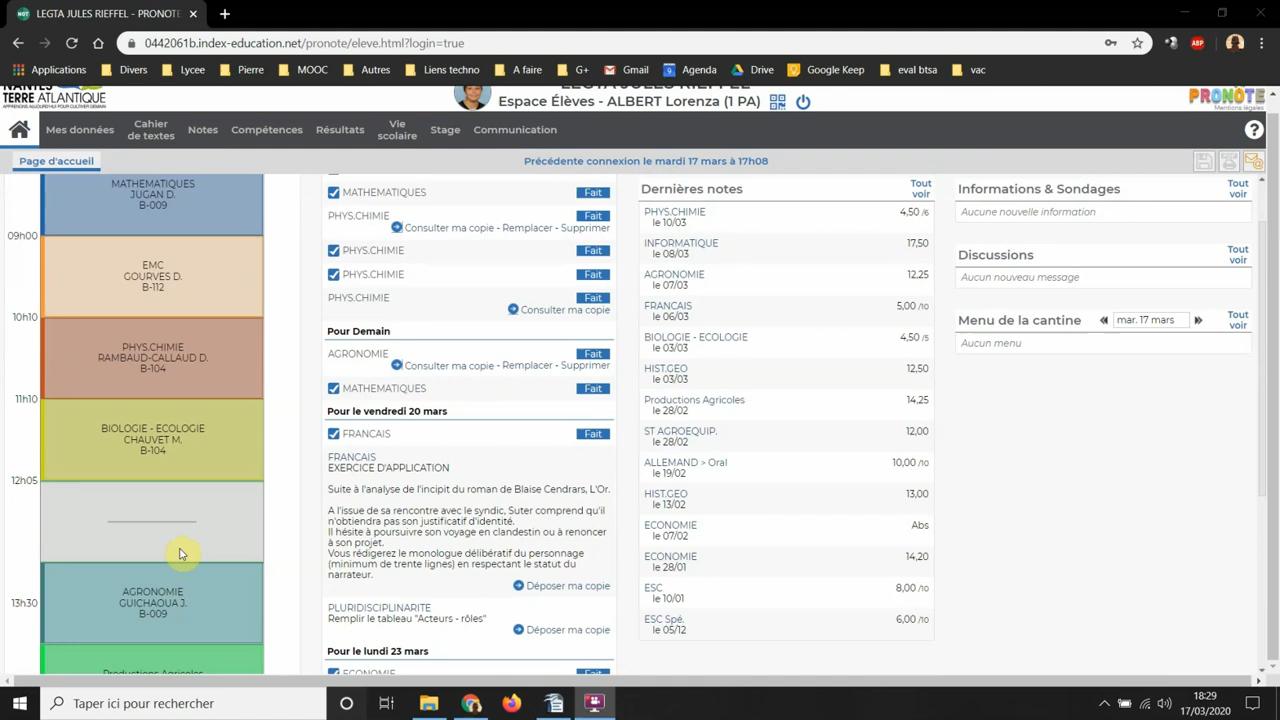 LEGTA JULES RIEFFEL - PRONOTE
0442061b.index-education.net/pronote/eleve.html?login=true
ABP
Applications
Divers
Lycee
Pierre
MOOC
Autres
Liens techno
A faire
G+
Gmail
Agenda
Drive
Google Keep
eval btsa
vac
NANTES
TERRE ATLANTIQUE
LEGTA JULES RIEFFEL
Espace Élèves - ALBERT Lorenza (1 PA)
PRONOTE
Mentions légales
Mes données
Cahier
de textes
Notes
Compétences
Résultats
Vie
scolaire
Stage
Communication
?
Page d'accueil
Précédente connexion le mardi 17 mars à 17h08
MATHEMATIQUES
JUGAN D.
B-009
09h00
EMC
GOURVES D.
B-112
10h10
PHYS.CHIMIE
RAMBAUD-CALLAUD D.
B-104
11h10
BIOLOGIE - ECOLOGIE
CHAUVET M.
B-104
12h05
AGRONOMIE
GUICHAOUA J.
B-009
13h30
Productions Agricoles
MATHEMATIQUES Fait
PHYS.CHIMIE Fait
Consulter ma copie - Remplacer - Supprimer
PHYS.CHIMIE Fait
PHYS.CHIMIE Fait
PHYS.CHIMIE Fait
Consulter ma copie
Pour Demain
AGRONOMIE Fait
Consulter ma copie - Remplacer - Supprimer
MATHEMATIQUES Fait
Pour le vendredi 20 mars
FRANCAIS Fait
FRANCAIS
EXERCICE D'APPLICATION
Suite à l'analyse de l'incipit du roman de Blaise Cendrars, L'Or.
A l'issue de sa rencontre avec le syndic, Suter comprend qu'il
n'obtiendra pas son justificatif d'identité.
Il hésite à poursuivre son voyage en clandestin ou à renoncer
à son projet.
Vous rédigerez le monologue délibératif du personnage
(minimum de trente lignes) en respectant le statut du
narrateur.
Déposer ma copie
PLURIDISCIPLINARITE
Remplir le tableau "Acteurs - rôles"
Déposer ma copie
Pour le lundi 23 mars
ECONOMIE Fait
Dernières notes
Tout
voir
PHYS.CHIMIE 4,50 /6
le 10/03
INFORMATIQUE 17,50
le 08/03
AGRONOMIE 12,25
le 07/03
FRANCAIS 5,00 /10
le 06/03
BIOLOGIE - ECOLOGIE 4,50 /5
le 03/03
HIST.GEO 12,50
le 03/03
Productions Agricoles 14,25
le 28/02
ST AGROEQUIP. 12,00
le 28/02
ALLEMAND > Oral 10,00 /10
le 19/02
HIST.GEO 13,00
le 13/02
ECONOMIE Abs
le 07/02
ECONOMIE 14,20
le 28/01
ESC 8,00 /10
le 10/01
ESC Spé. 6,00 /10
le 05/12
Informations & Sondages
Tout
voir
Aucune nouvelle information
Discussions
Tout
voir
Aucun nouveau message
Menu de la cantine
mar. 17 mars
Tout
voir
Aucun menu
Taper ici pour rechercher
18:29
17/03/2020